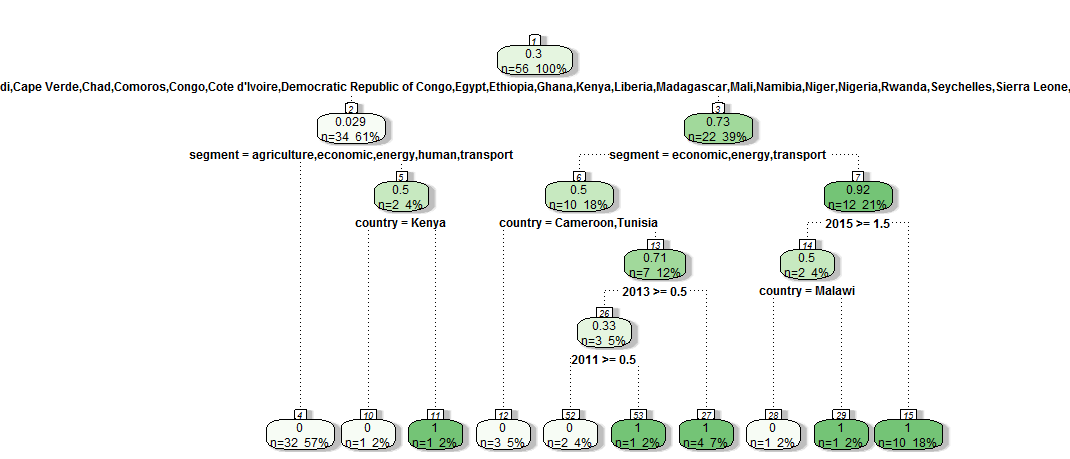 1
0.3
n=56 100%
di,Cape Verde,Chad,Comoros,Congo,Cote d'Ivoire,Democratic Republic of Congo,Egypt,Ethiopia,Ghana,Kenya,Liberia,Madagascar,Mali,Namibia,Niger,Nigeria,Rwanda,Seychelles,Sierra Leone,
2 3
0.029 0.73
n=34 61% n=22 39%
segment = agriculture,economic,energy,human,transport segment = economic,energy,transport
5 6 7
0.5 0.5 0.92
n=2 4% n=10 18% n=12 21%
country = Kenya country = Cameroon,Tunisia 2015 >= 1.5
13 14
0.71 0.5
n=7 12% n=2 4%
2013 >= 0.5 country = Malawi
26
0.33
n=3 5%
2011 >= 0.5
4 10 11 12 52 53 27 28 29 15
0 0 1 0 0 1 1 0 1 1
n=32 57% n=1 2% n=1 2% n=3 5% n=2 4% n=1 2% n=4 7% n=1 2% n=1 2% n=10 18%